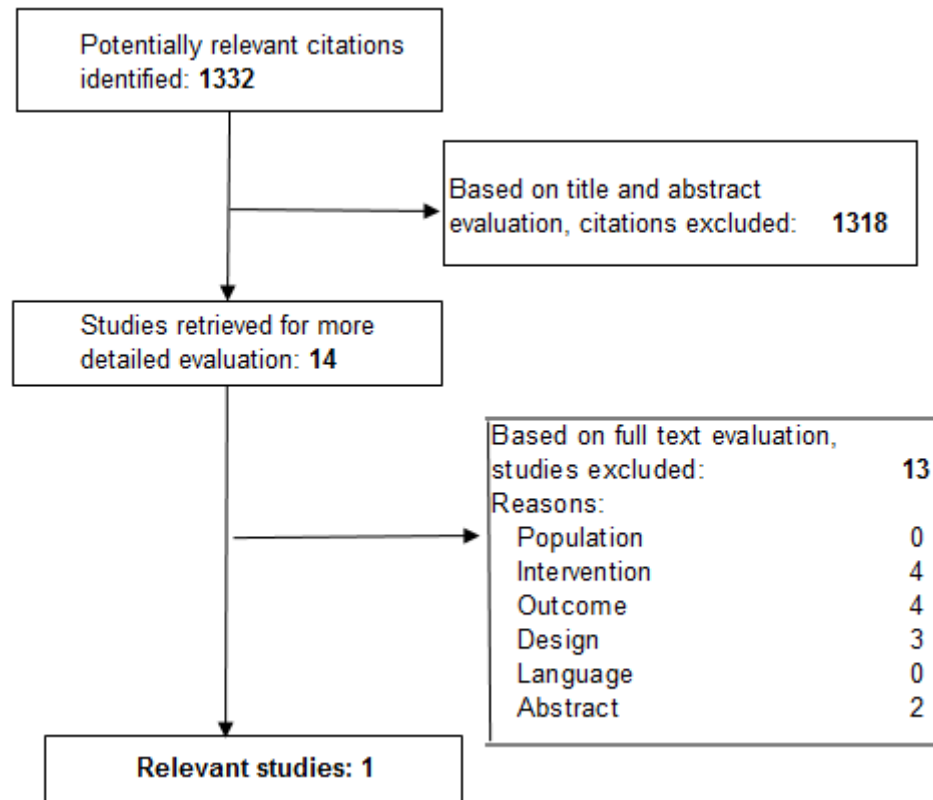 Potentially relevant citations
identified: 1332
Based on title and abstract
evaluation, citations excluded: 1318
Studies retrieved for more
detailed evaluation: 14
Based on full text evaluation,
studies excluded: 13
Reasons:
Population 0
Intervention 4
Outcome 4
Design 3
Language 0
Abstract 2
Relevant studies: 1